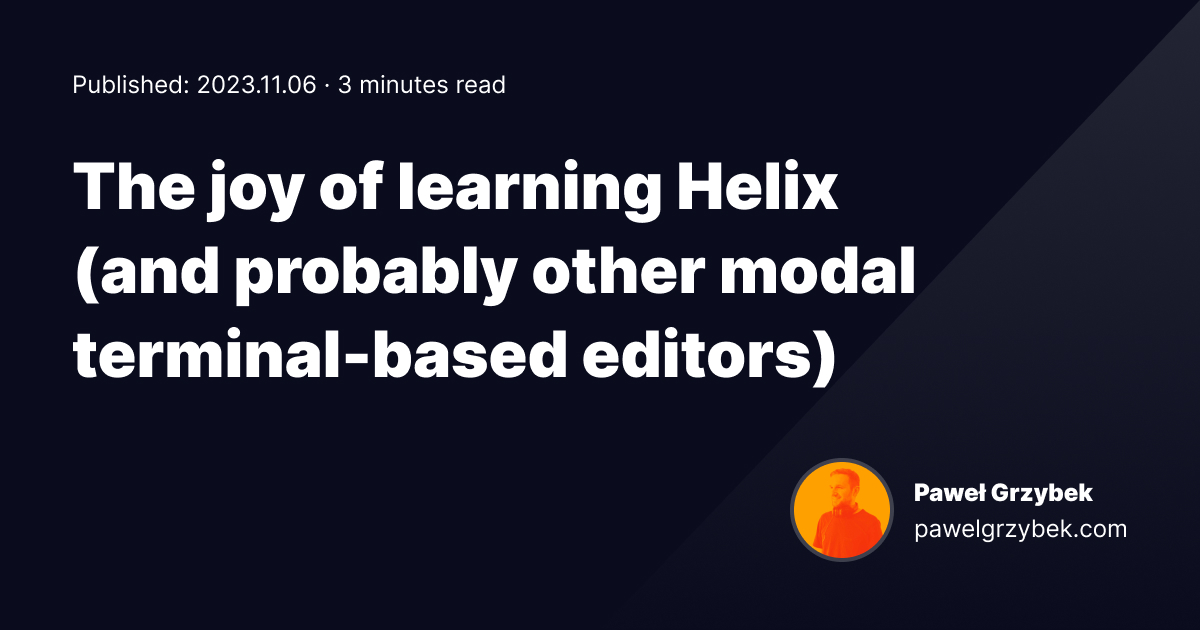 Published: 2023.11.06 · 3 minutes read
The joy of learning Helix
(and probably other modal
terminal-based editors)
Paweł Grzybek
pawelgrzybek.com